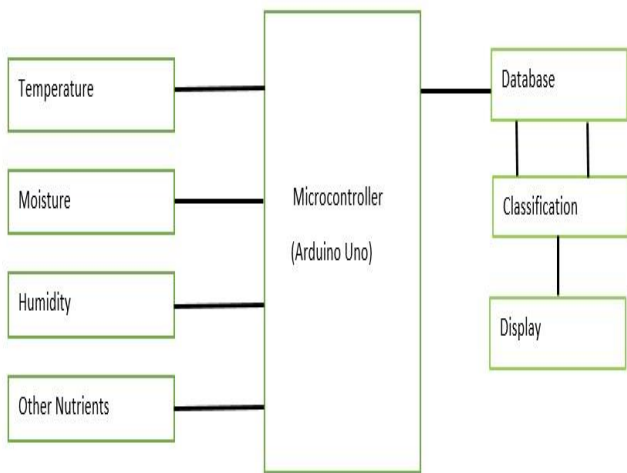 Temperature
Moisture
Humidity
Other Nutrients
Microcontroller
(Arduino Uno)
Database
Classification
Display